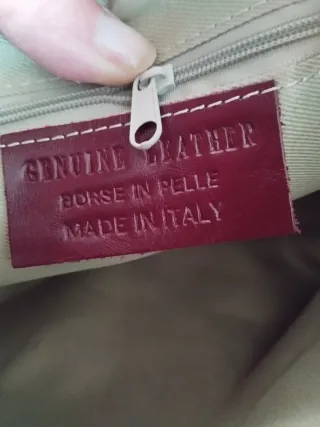 GENUINE LEATHER
BORSE IN PELLE
MADE IN ITALY